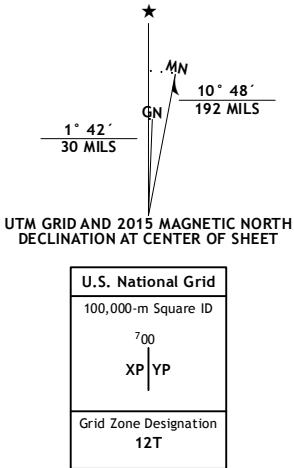 ★
MN
GN
10° 48´
192 MILS
1° 42´
30 MILS
UTM GRID AND 2015 MAGNETIC NORTH
DECLINATION AT CENTER OF SHEET
U.S. National Grid
100,000-m Square ID
⁷00
XP YP
Grid Zone Designation
12T